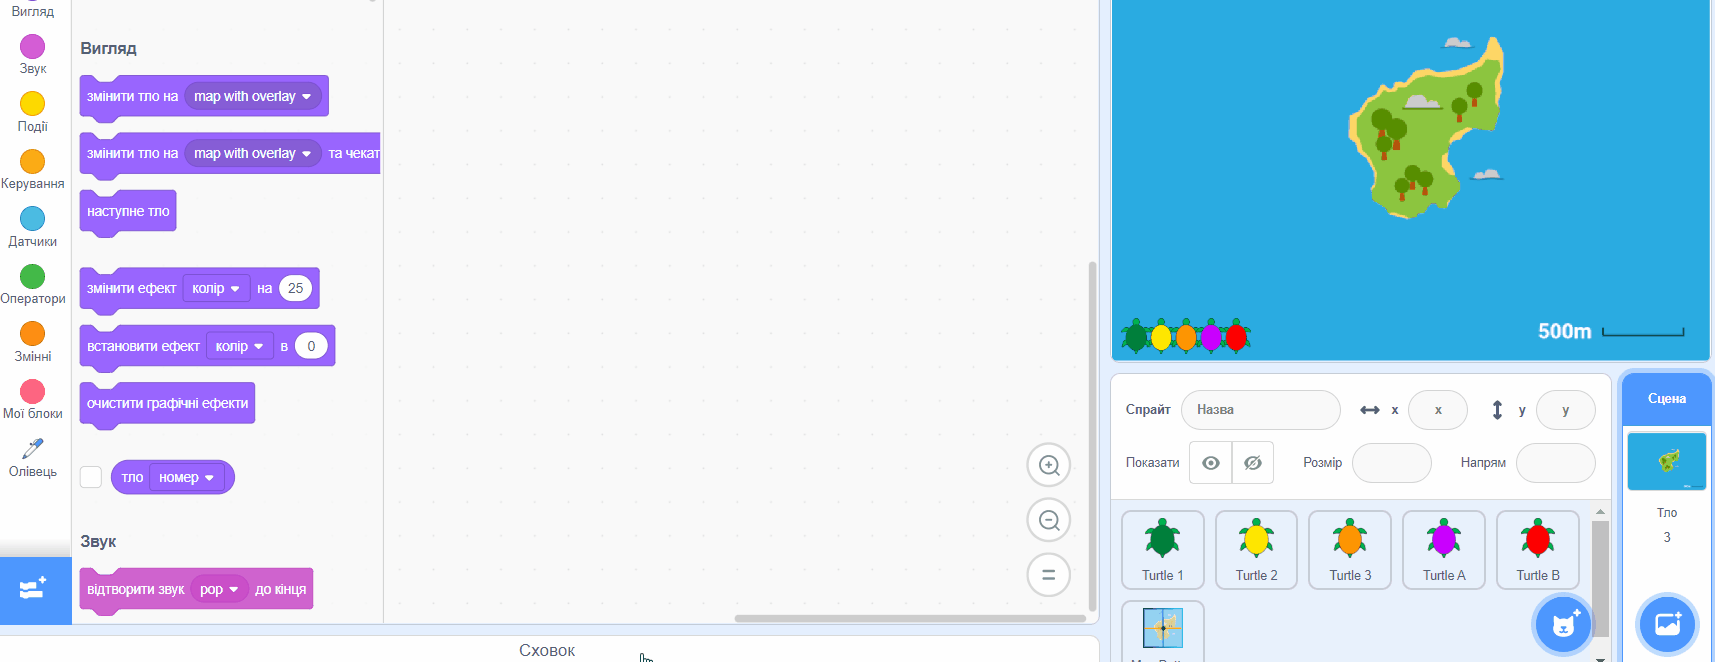 Вигляд
Звук
Події
Керування
Датчики
Оператори
Змінні
Мої блоки
Олівець
Вигляд
змінити тло на map with overlay
змінити тло на map with overlay та чекат
наступне тло
змінити ефект колір на 25
встановити ефект колір в 0
очистити графічні ефекти
тло номер
Звук
відтворити звук pop до кінця
Сховок
500m
Спрайт Назва x x y y
Показати Розмір Напрям
Turtle 1 Turtle 2 Turtle 3 Turtle A Turtle B
Сцена
Тло
3